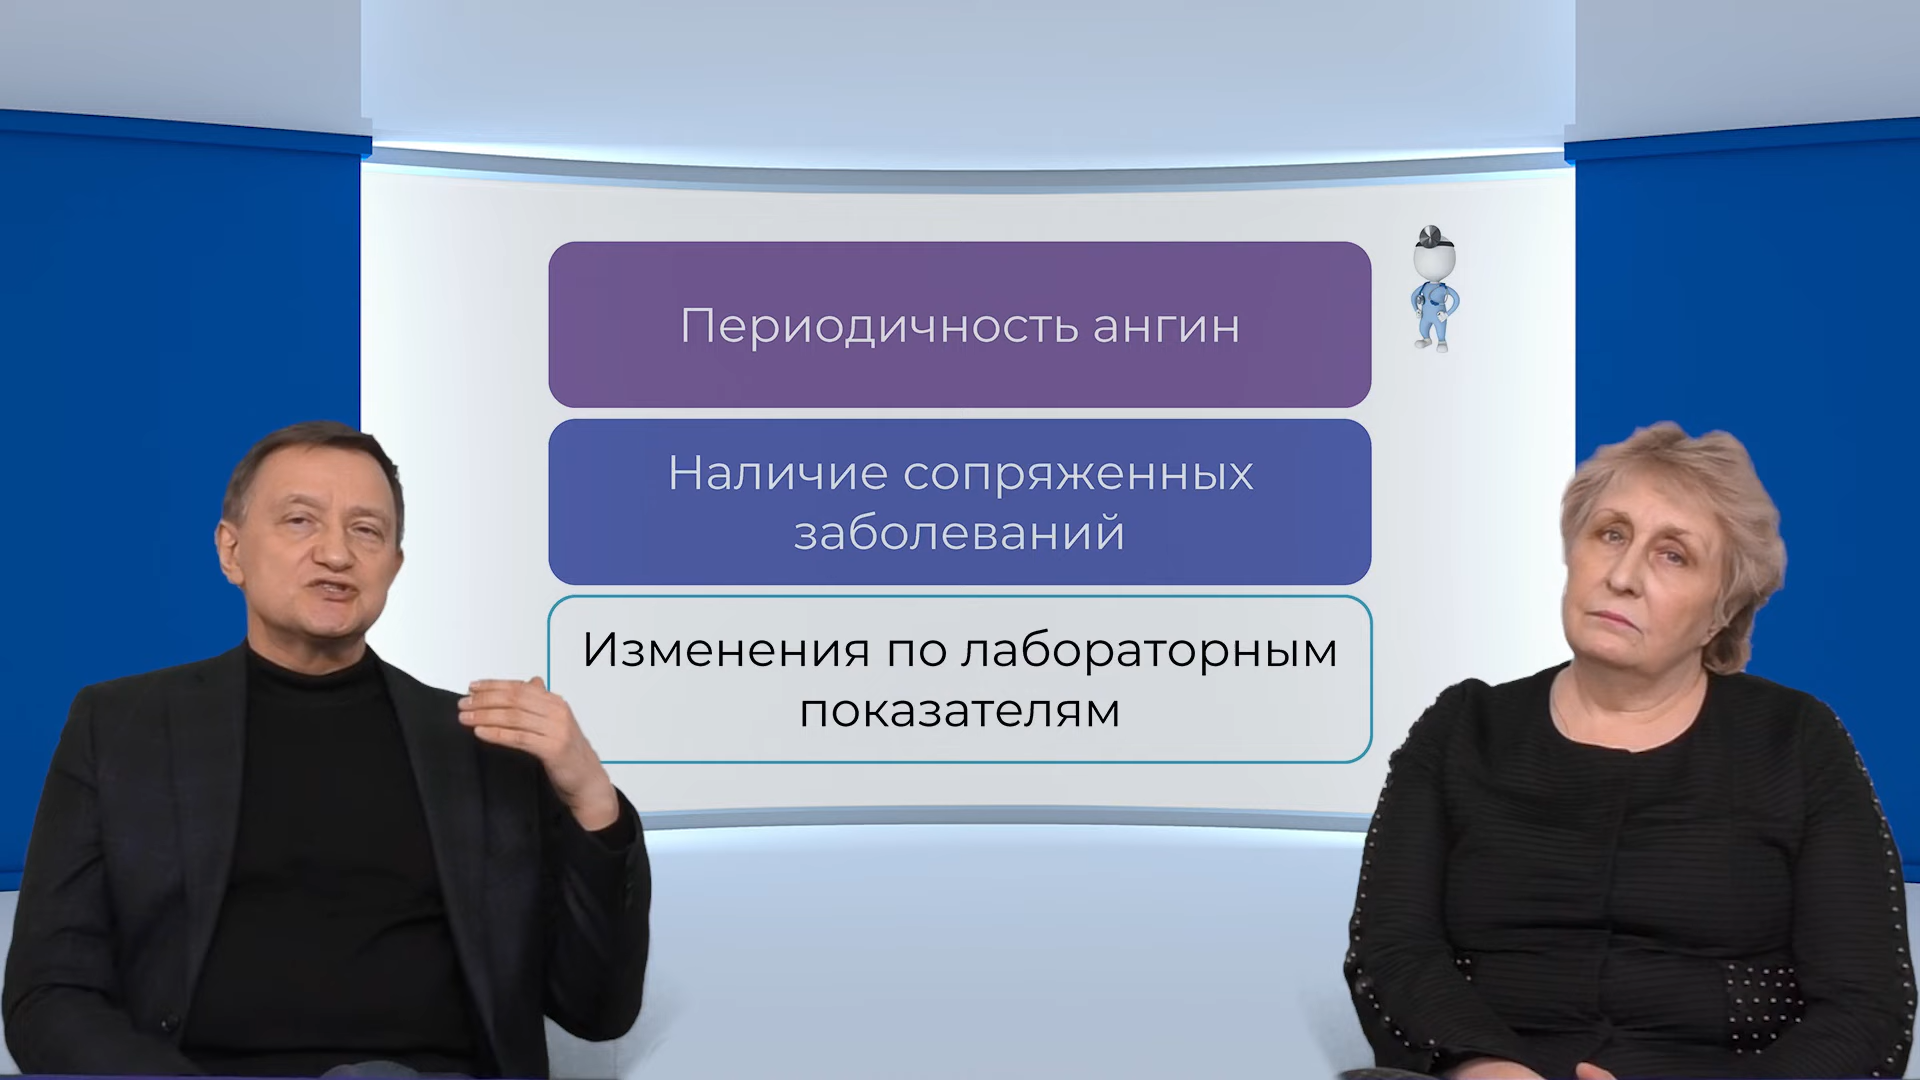 Периодичность ангин
Наличие сопряженных
заболеваний
Изменения по лабораторным
показателям